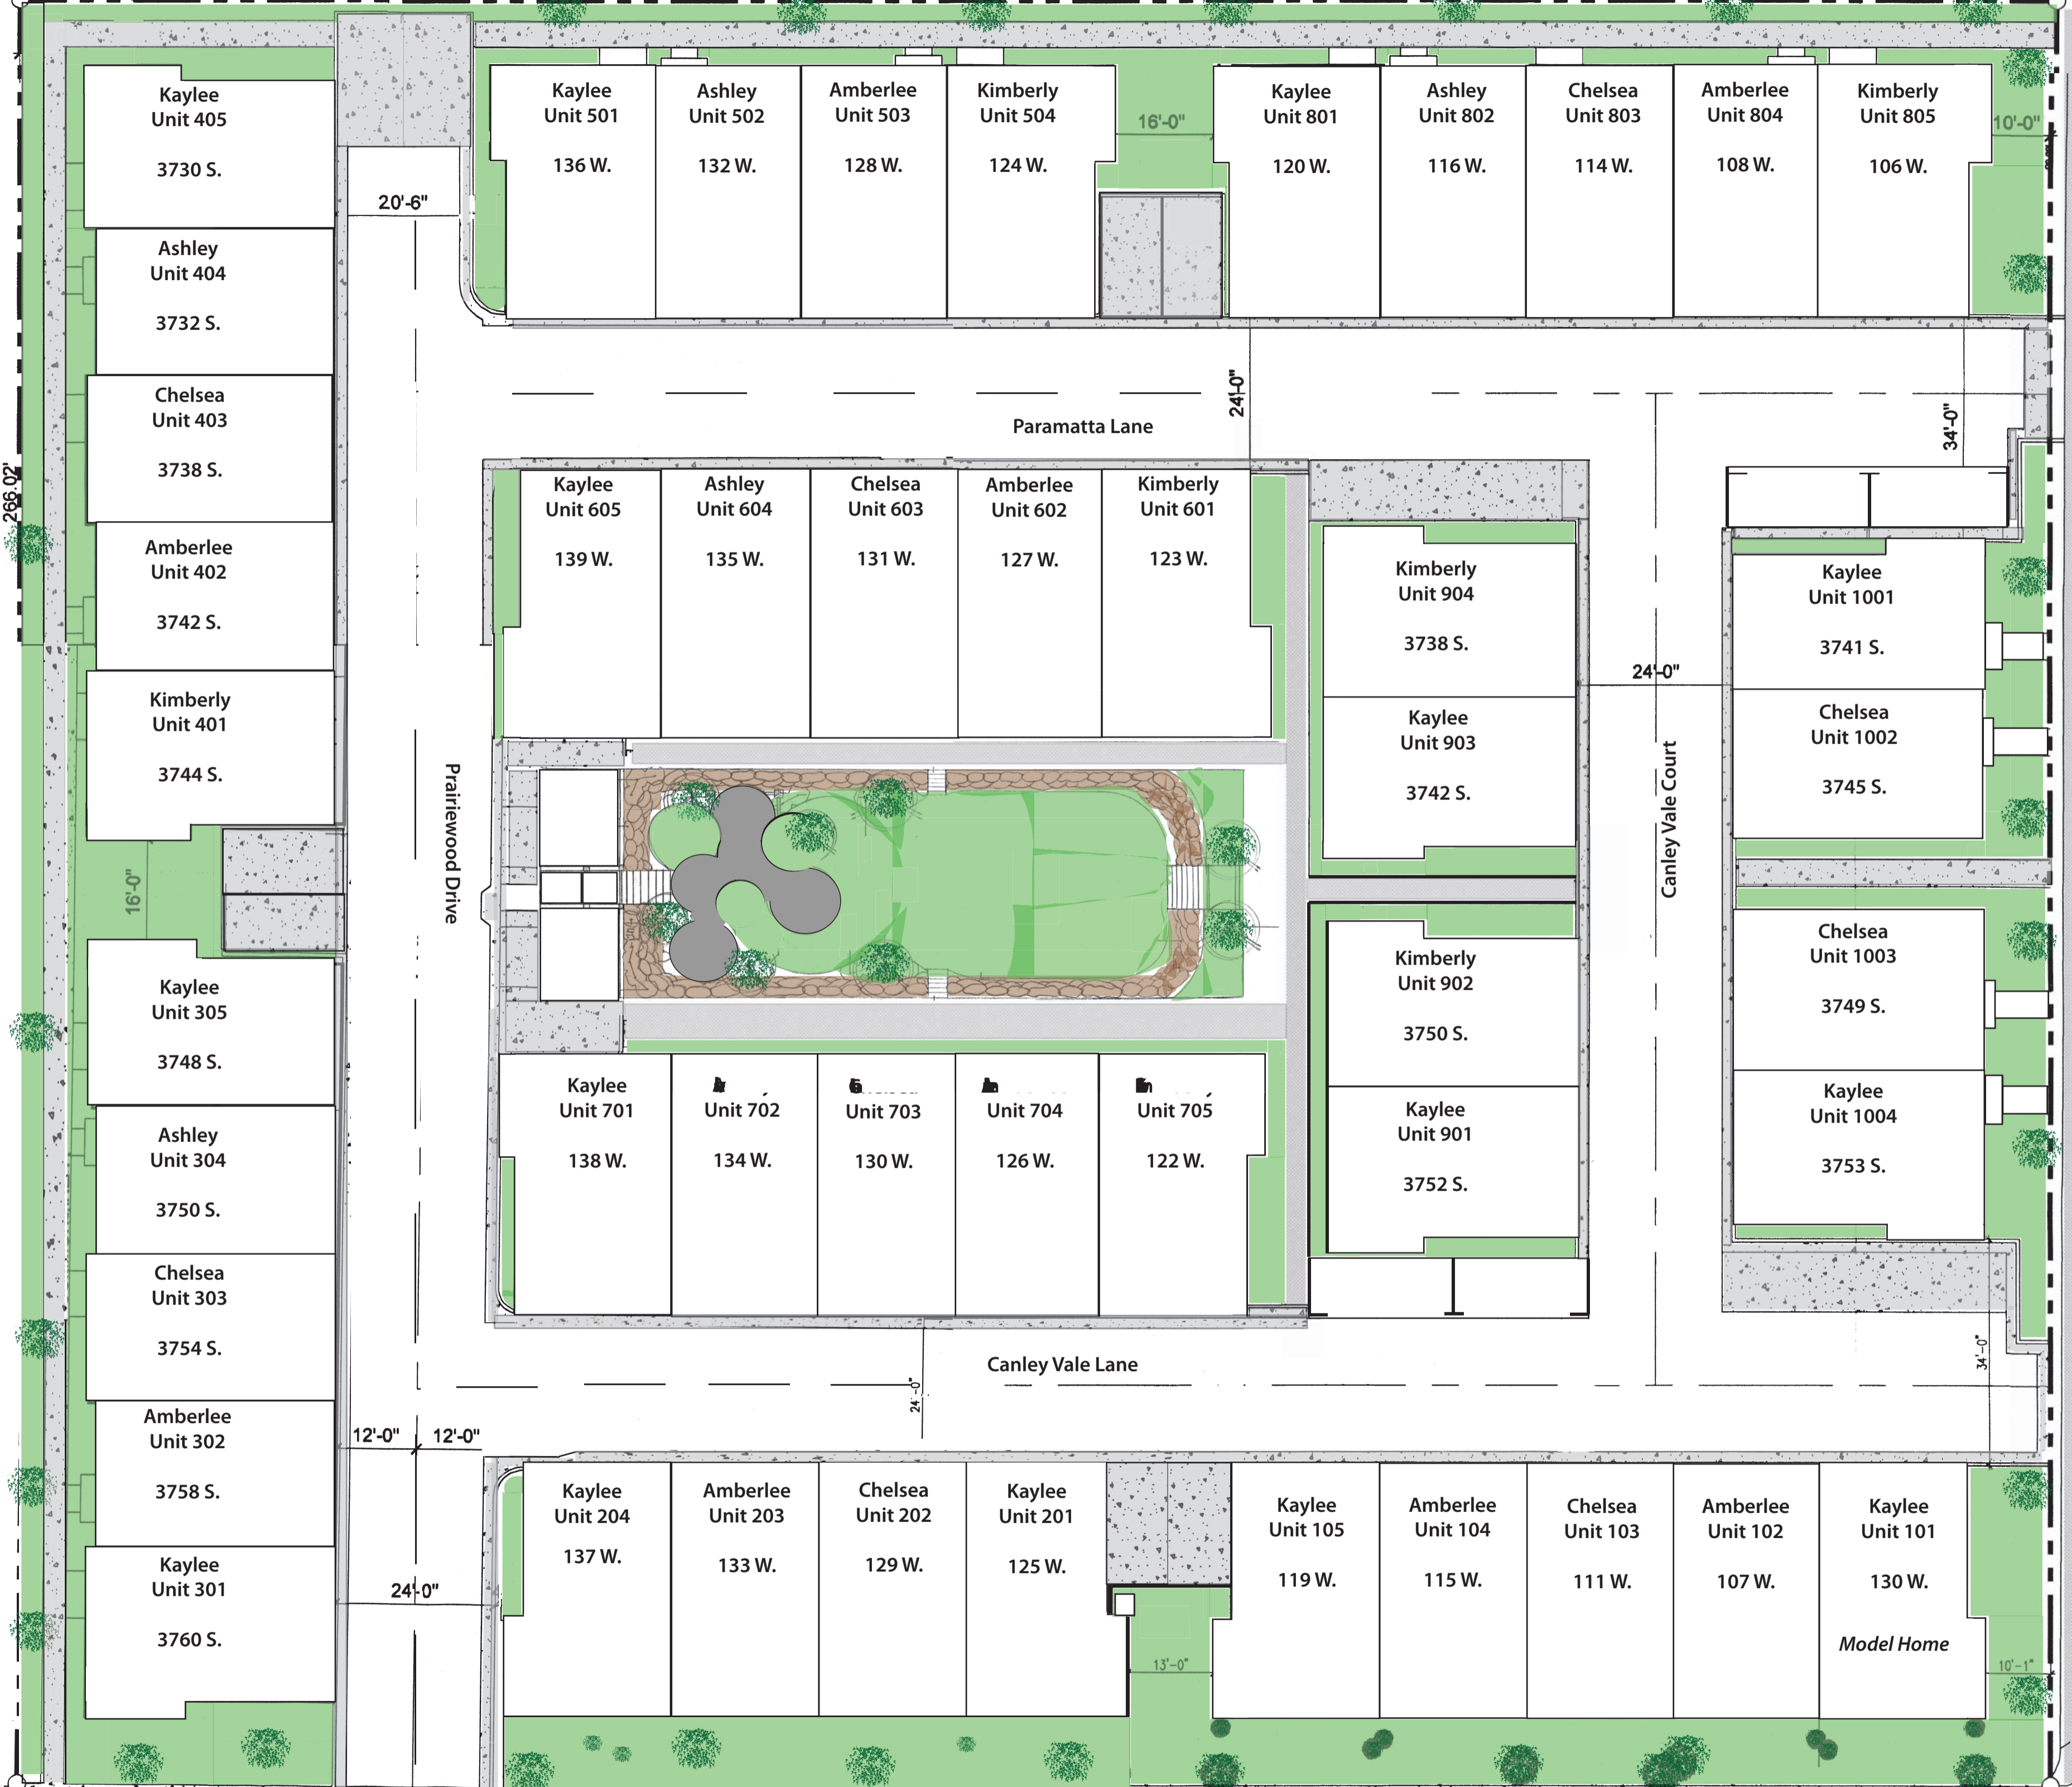 Kaylee
Unit 405
3730 S.
Ashley
Unit 404
3732 S.
Chelsea
Unit 403
3738 S.
Amberlee
Unit 402
3742 S.
Kimberly
Unit 401
3744 S.
266.02'
16'-0"
Kaylee
Unit 305
3748 S.
Ashley
Unit 304
3750 S.
Chelsea
Unit 303
3754 S.
Amberlee
Unit 302
3758 S.
Kaylee
Unit 301
3760 S.
20'-6"
Prairiewood Drive
12'-0"
12'-0"
24'-0"
Kaylee
Unit 501
136 W.
Ashley
Unit 502
132 W.
Amberlee
Unit 503
128 W.
Kimberly
Unit 504
124 W.
16'-0"
Kaylee
Unit 801
120 W.
Ashley
Unit 802
116 W.
Chelsea
Unit 803
114 W.
Amberlee
Unit 804
108 W.
Kimberly
Unit 805
106 W.
10'-0"
Paramatta Lane
24'-0"
34'-0"
Kaylee
Unit 605
139 W.
Ashley
Unit 604
135 W.
Chelsea
Unit 603
131 W.
Amberlee
Unit 602
127 W.
Kimberly
Unit 601
123 W.
Kimberly
Unit 904
3738 S.
Kaylee
Unit 903
3742 S.
Kimberly
Unit 902
3750 S.
Kaylee
Unit 901
3752 S.
24'-0"
Canley Vale Court
Kaylee
Unit 1001
3741 S.
Chelsea
Unit 1002
3745 S.
Chelsea
Unit 1003
3749 S.
Kaylee
Unit 1004
3753 S.
Kaylee
Unit 701
138 W.
Unit 702
134 W.
Unit 703
130 W.
Unit 704
126 W.
Unit 705
122 W.
Canley Vale Lane
24'-0"
34'-0"
Kaylee
Unit 204
137 W.
Amberlee
Unit 203
133 W.
Chelsea
Unit 202
129 W.
Kaylee
Unit 201
125 W.
13'-0"
Kaylee
Unit 105
119 W.
Amberlee
Unit 104
115 W.
Chelsea
Unit 103
111 W.
Amberlee
Unit 102
107 W.
Kaylee
Unit 101
130 W.
Model Home
10'-1"